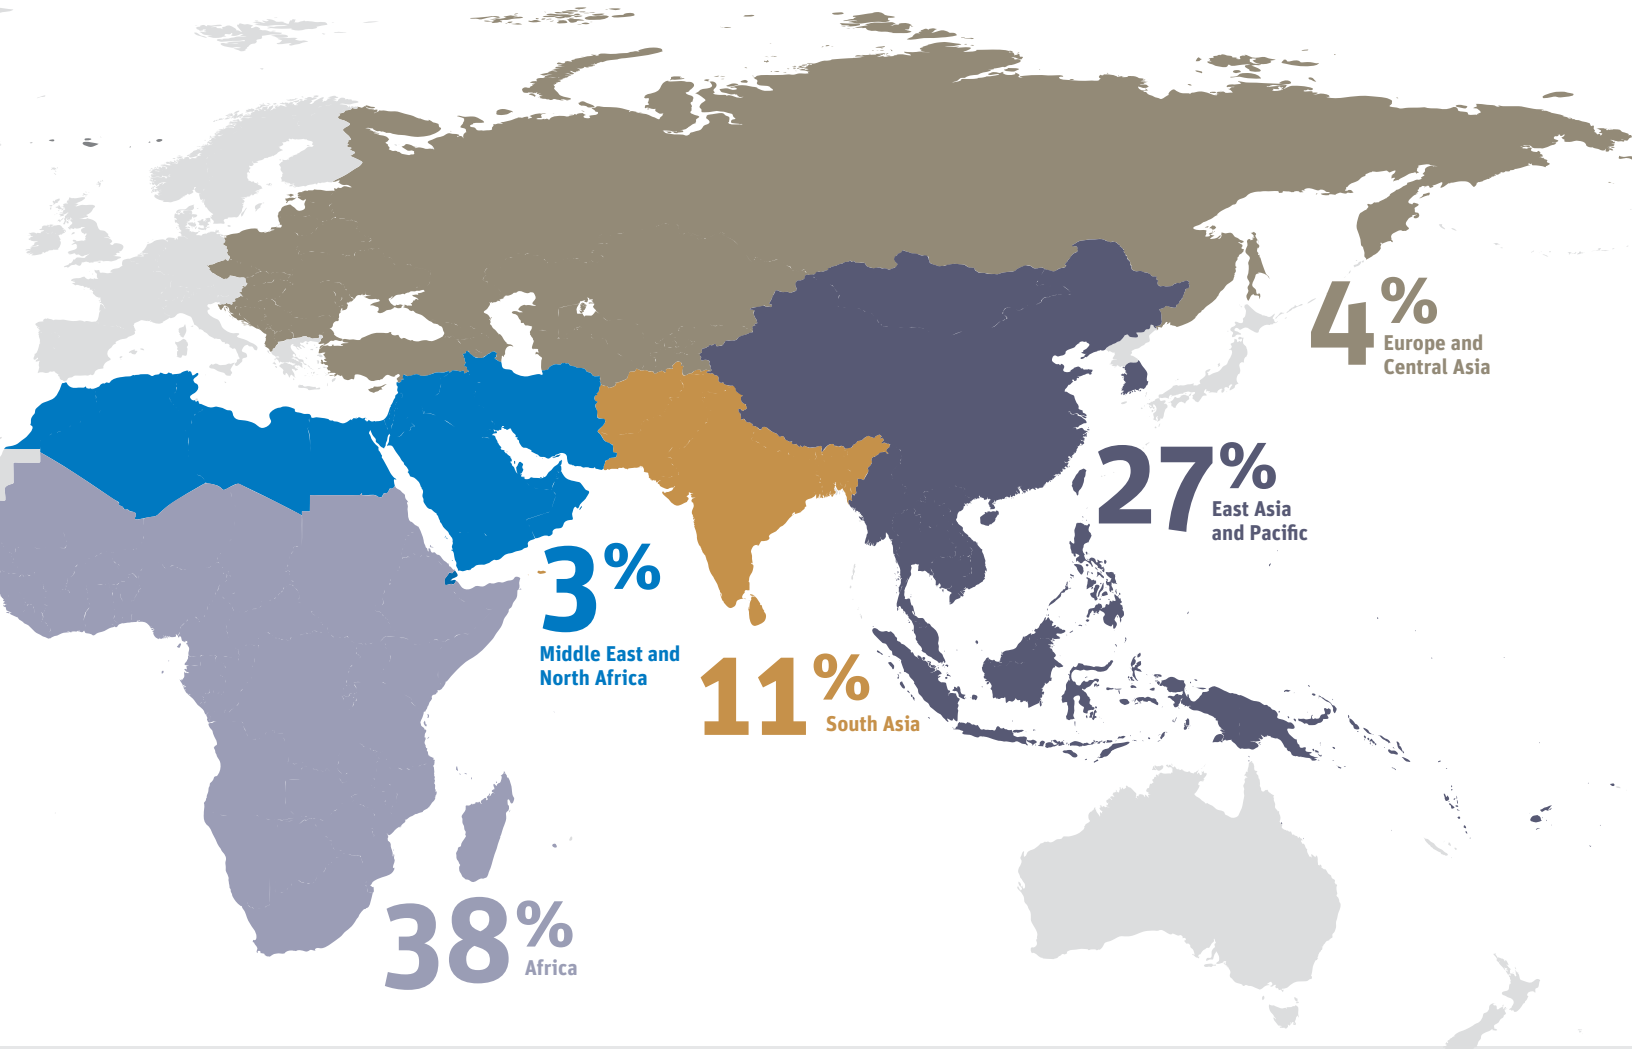 4%
Europe and
Central Asia
27%
East Asia
and Pacific
3%
Middle East and
North Africa
11%
South Asia
38%
Africa